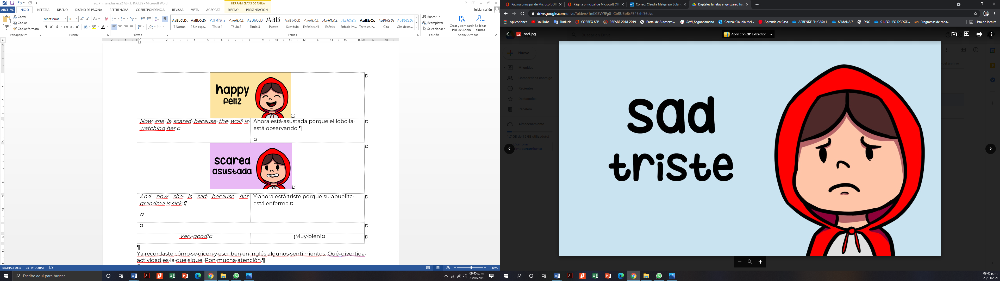 2o. Primaria.Jueves22 ABRIL_INGLES - Microsoft Word
HERRAMIENTAS DE TABLA
ARCHIVO INICIO INSERTAR DISEÑO DISEÑO DE PÁGINA REFERENCIAS CORRESPONDENCIA REVISAR VISTA ACROBAT DISEÑO PRESENTACIÓN
Iniciar sesión
Pegar
Cortar
Copiar
Copiar formato
Portapapeles
Montserrat 11
Fuente
Párrafo
AaBbCcDc AaBbCcDc AaBbCc AaBbCc AaBbCcD AaBl AaBbCcD AaBbCcD AaBbCcD AaBbCcD AaBbCcDc AaBbCcDc AaBbCcDc
¶ Normal ¶ Sin espa... Título 1 Título 2 Título 3 Puesto Subtítulo Énfasis sutil Énfasis Énfasis int... Texto en n... Cita Cita desta...
Estilos
Buscar
Reemplazar
Seleccionar
Edición
Crear y compartir PDF de Adobe
Solicitar firmas
Adobe Acrobat
happy
feliz
Now she is scared because the wolf is
watching her.¤
Ahora está asustada porque el lobo la
está observando.¶
¤
scared
asustada
And now she is sad because her
grandma is sick.¶
¤
Y ahora está triste porque su abuelita
está enferma.¤
¤
Very good!¤
¡Muy bien!¤
¶
Ya recordaste cómo se dicen y escriben en inglés algunos sentimientos. Qué divertida
actividad es la que sigue. Pon mucha atención.¶
PÁGINA 2 DE 3 251 PALABRAS
140 %
Escribe aquí para buscar
09:45 p. m.
23/03/2021
Página principal de Microsoft Off
Página principal de Microsoft Off
Correo: Claudia Melgarejo Solan
Digitales tarjetas angy scared hap
drive.google.com/drive/folders/1mKGEVYJPg0_ICbRUBpBxPS4Bxhf56dvc
Aplicaciones YouTube Traducir CORREO SEP PREARE 2018-2019 Portal de Autoservi... SAVI_Segundamano Correo: Claudia Mel... Aprende en Casa APRENDE EN CASA II SEMANA 7 DNC 01. EQUIPO DGDGE... Programas de capa... Lista de lectura
sad.jpg
Abrir con ZIP Extractor
Buscar en Drive
Nuevo
Mi unidad
Compartidos conmigo
Recientes
Destacados
Papelera
Almacenamiento
1.7 GB de 15 GB utilizado(s)
Comprar
almacenamiento
del archivo
sad
triste
09:45 p. m.
23/03/2021